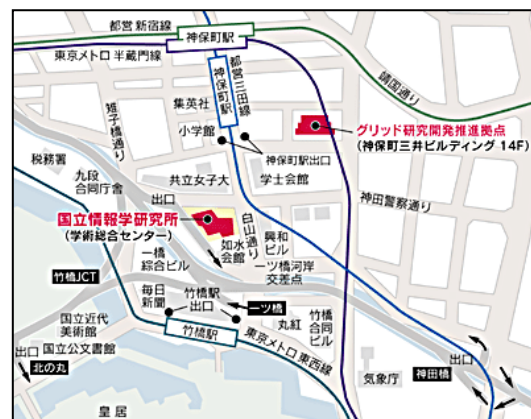 都営新宿線
神保町駅
東京メトロ 半蔵門線
神保町駅
都営三田線
靖国通り
雉子橋通り
集英社
小学館
グリッド研究開発推進拠点
(神保町三井ビルディング 14F)
神保町駅出口
税務署
九段
合同庁舎
共立女子大
学士会館
神田警察通り
出口
国立情報学研究所
(学術総合センター)
白山通り
如水
会館
興和
ビル
一橋
綜合ビル
一ツ橋河岸
交差点
竹橋JCT
毎日
新聞
竹橋駅
出口
一ツ橋
国立近代
美術館
丸紅
竹橋
合同
ビル
竹橋駅
東京メトロ 東西線
出口
国立公文書館
北の丸
気象庁
出口
神田橋
皇 居